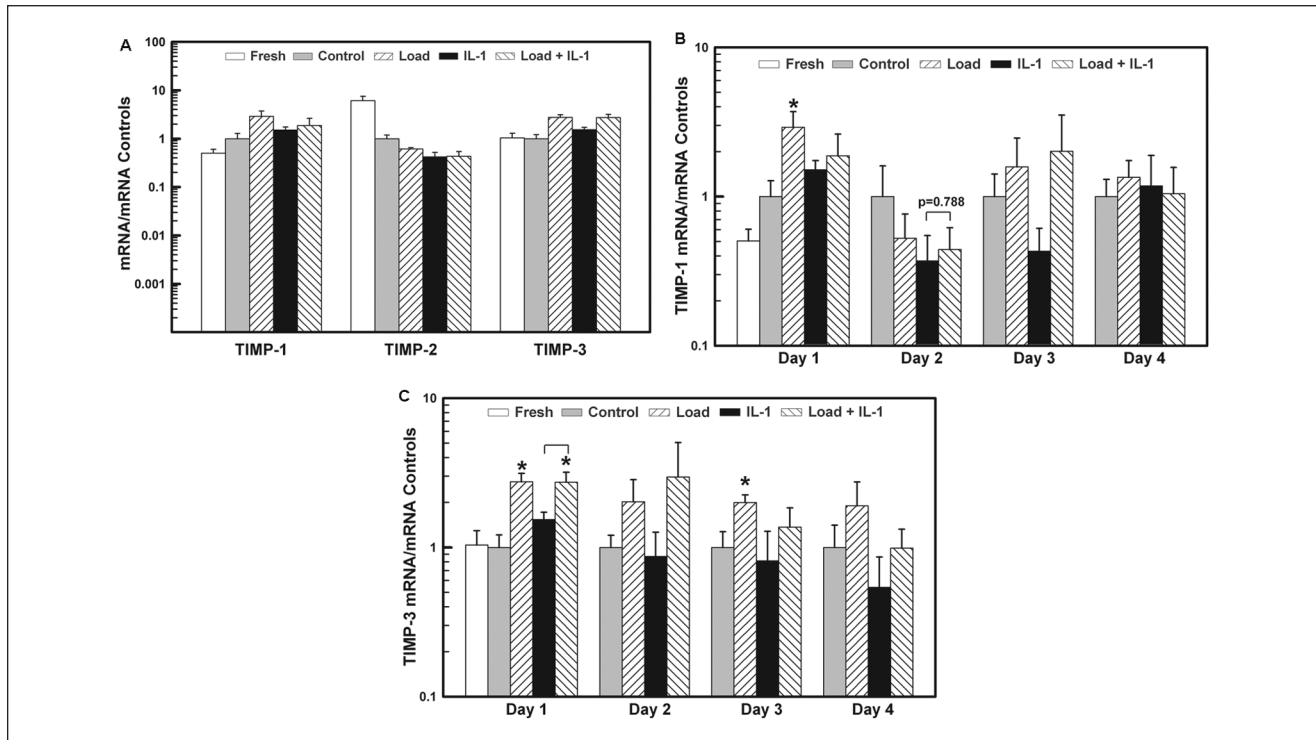 A
Fresh Control Load IL-1 Load + IL-1
mRNA/mRNA Controls
100
10
1
0.1
0.01
0.001
TIMP-1 TIMP-2 TIMP-3
B
Fresh Control Load IL-1 Load + IL-1
TIMP-1 mRNA/mRNA Controls
10
1
0.1
*
p=0.788
Day 1 Day 2 Day 3 Day 4
C
Fresh Control Load IL-1 Load + IL-1
TIMP-3 mRNA/mRNA Controls
10
1
0.1
* * *
Day 1 Day 2 Day 3 Day 4